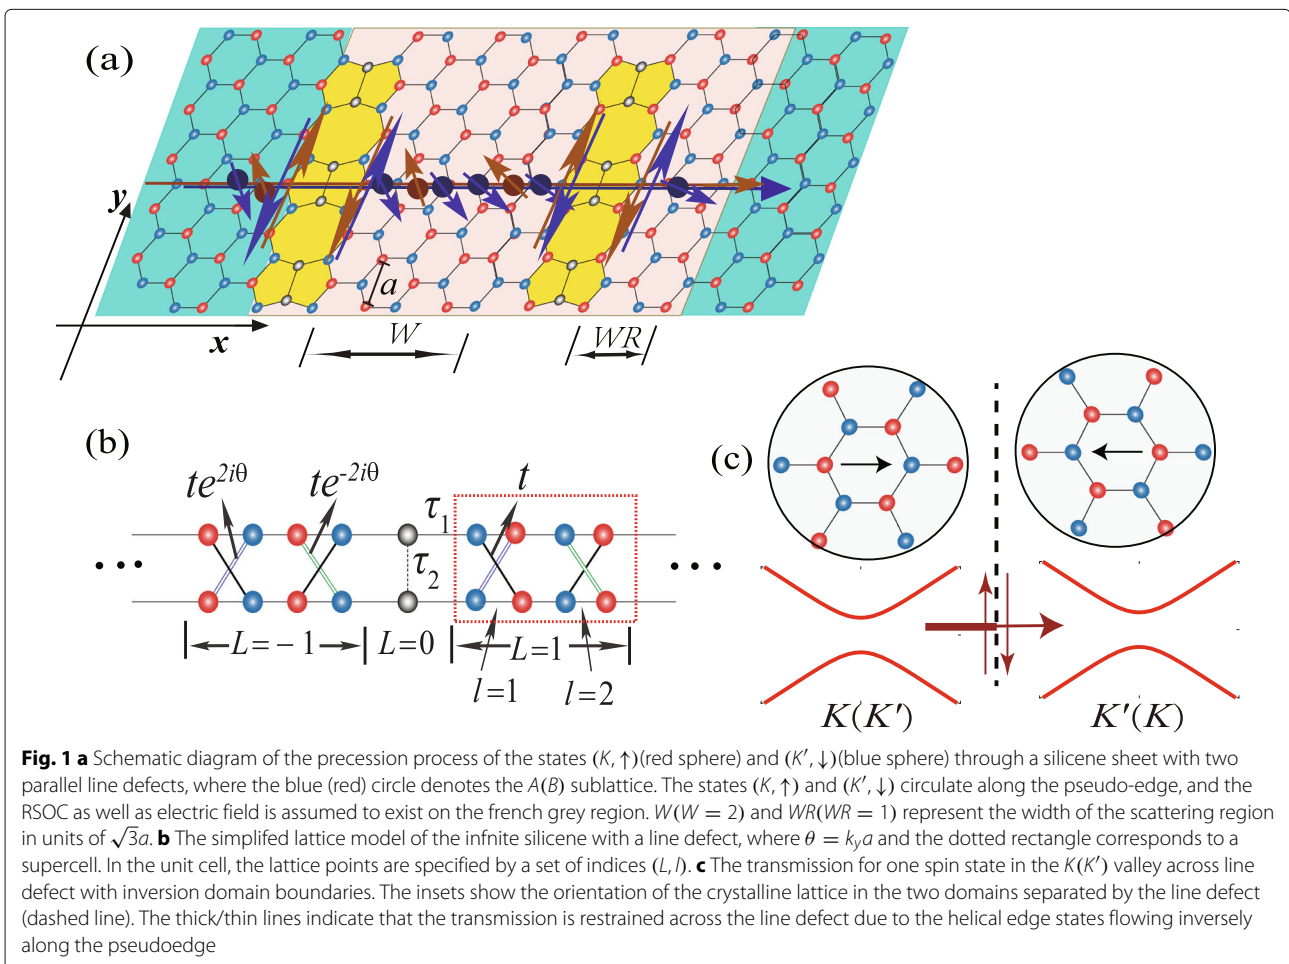 (a)
y
x
a
W
WR
(b)
te^{2iθ}
te^{-2iθ}
τ_1
t
τ_2
...
...
L=-1
L=0
L=1
l=1
l=2
(c)
K(K′)
K′(K)
Fig. 1 a Schematic diagram of the precession process of the states (K, ↑)(red sphere) and (K′, ↓)(blue sphere) through a silicene sheet with two
parallel line defects, where the blue (red) circle denotes the A(B) sublattice. The states (K, ↑) and (K′, ↓) circulate along the pseudo-edge, and the
RSOC as well as electric field is assumed to exist on the french grey region. W(W = 2) and WR(WR = 1) represent the width of the scattering region
in units of √3a. b The simplifed lattice model of the infnite silicene with a line defect, where θ = k_ya and the dotted rectangle corresponds to a
supercell. In the unit cell, the lattice points are specified by a set of indices (L, l). c The transmission for one spin state in the K(K′) valley across line
defect with inversion domain boundaries. The insets show the orientation of the crystalline lattice in the two domains separated by the line defect
(dashed line). The thick/thin lines indicate that the transmission is restrained across the line defect due to the helical edge states flowing inversely
along the pseudoedge